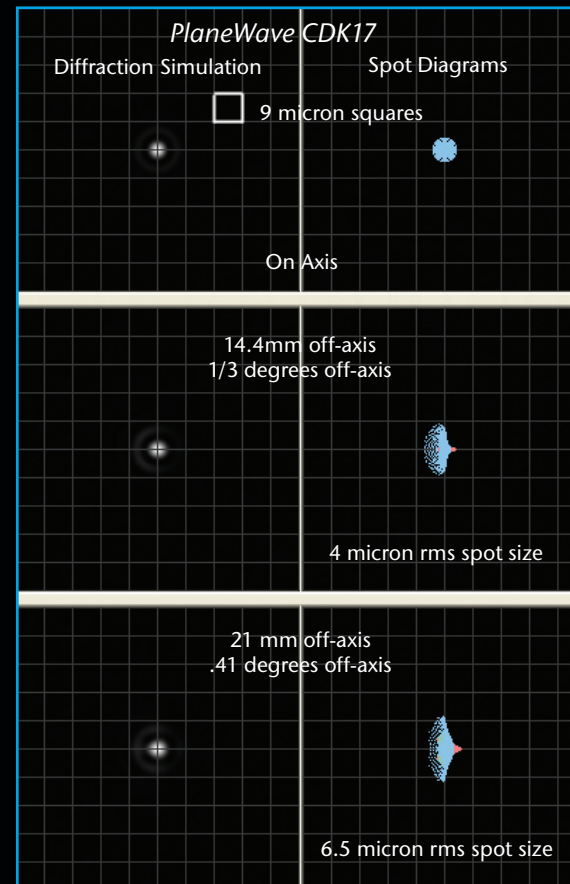 PlaneWave CDK17
Diffraction Simulation
Spot Diagrams
9 micron squares
On Axis
14.4mm off-axis
1/3 degrees off-axis
4 micron rms spot size
21 mm off-axis
.41 degrees off-axis
6.5 micron rms spot size